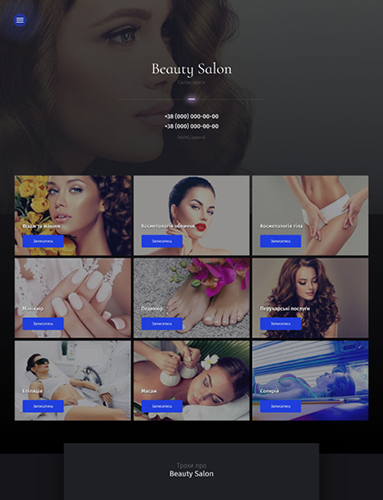 Beauty Salon
+38 (000) 000-00-00
+38 (000) 000-00-00
Візаж та макіяж
Косметологія обличчя
Косметологія тіла
Записатись
Записатись
Записатись
Манікюр
Педикюр
Перукарські послуги
Записатись
Записатись
Записатись
Епіляція
Масаж
Солярій
Записатись
Записатись
Записатись
Трохи про
Beauty Salon